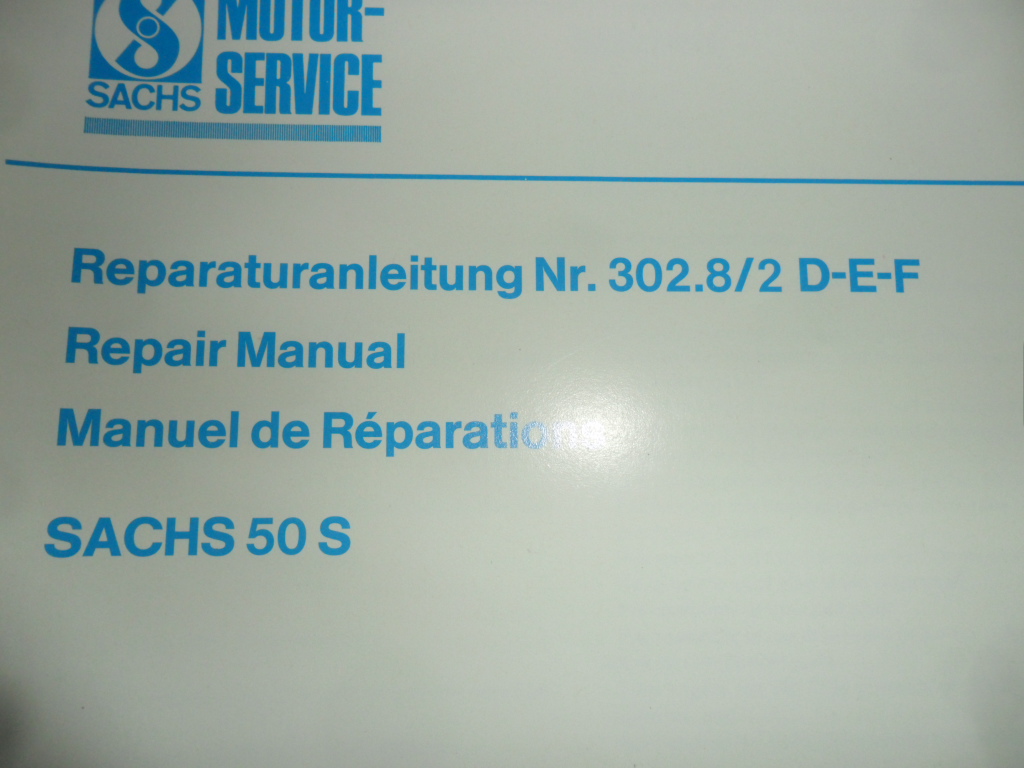 MOTOR-
SERVICE
SACHS
Reparaturanleitung Nr. 302.8/2 D-E-F
Repair Manual
Manuel de Réparation
SACHS 50 S